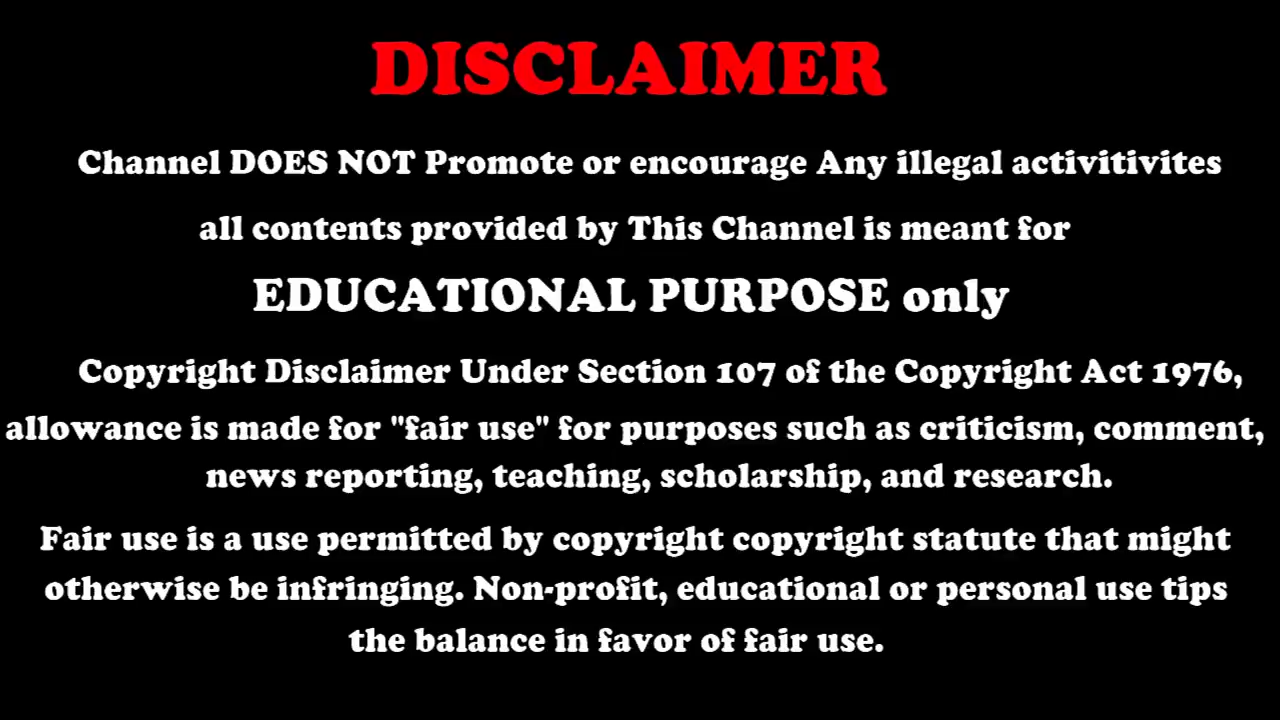 DISCLAIMER
Channel DOES NOT Promote or encourage Any illegal activitivites
all contents provided by This Channel is meant for
EDUCATIONAL PURPOSE only
Copyright Disclaimer Under Section 107 of the Copyright Act 1976,
allowance is made for "fair use" for purposes such as criticism, comment,
news reporting, teaching, scholarship, and research.
Fair use is a use permitted by copyright copyright statute that might
otherwise be infringing. Non-profit, educational or personal use tips
the balance in favor of fair use.